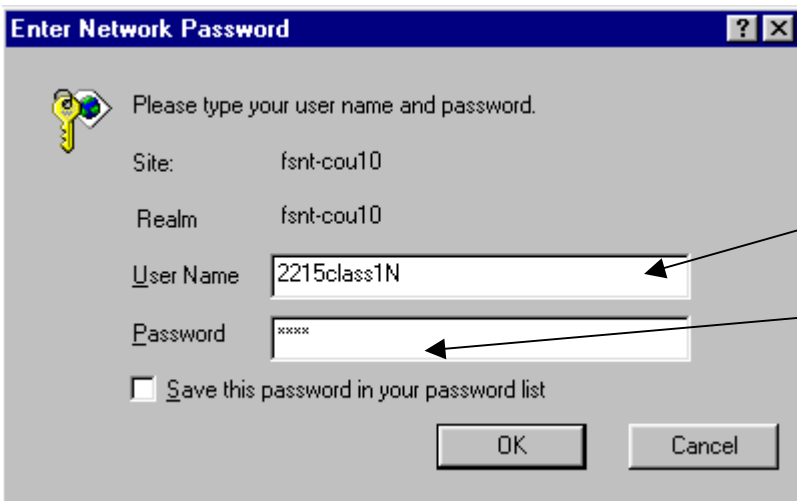 Enter Network Password
Please type your user name and password.
Site: fsnt-cou10
Realm fsnt-cou10
User Name 2215class1N
Password ****
Save this password in your password list
OK Cancel